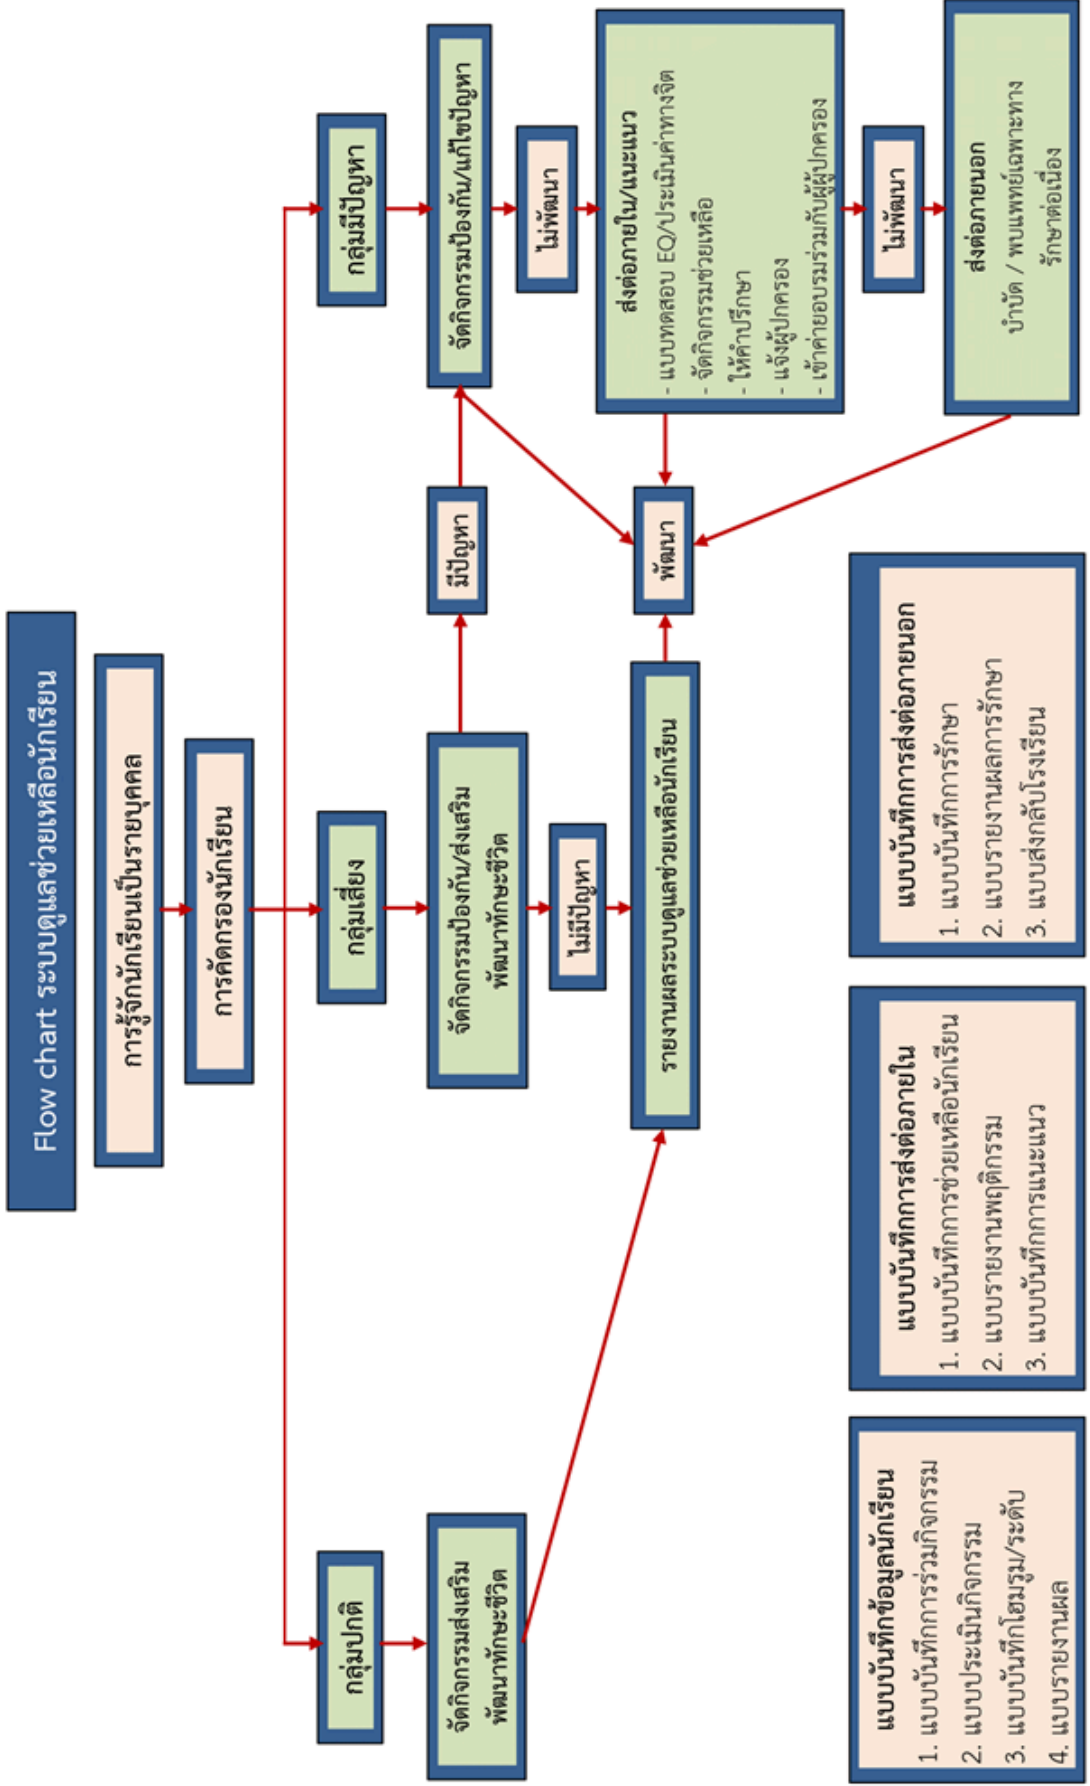 Flow chart ระบบดูแลช่วยเหลือนักเรียน
การรู้จักนักเรียนเป็นรายบุคคล
การคัดกรองนักเรียน
กลุ่มปกติ
กลุ่มเสี่ยง
กลุ่มมีปัญหา
จัดกิจกรรมส่งเสริม
พัฒนาทักษะชีวิต
จัดกิจกรรมป้องกัน/ส่งเสริม
พัฒนาทักษะชีวิต
มีปัญหา
จัดกิจกรรมป้องกัน/แก้ไขปัญหา
ไม่มีปัญหา
ไม่พัฒนา
รายงานผลระบบดูแลช่วยเหลือนักเรียน
พัฒนา
ส่งต่อภายใน/แนะแนว
- แบบทดสอบ EQ/ประเมินค่าทางจิต
- จัดกิจกรรมช่วยเหลือ
- ให้คำปรึกษา
- แจ้งผู้ปกครอง
- เข้าค่ายอบรมร่วมกับผู้ปกครอง
ไม่พัฒนา
ส่งต่อภายนอก
บำบัด / พบแพทย์เฉพาะทาง
รักษาต่อเนื่อง
แบบบันทึกข้อมูลนักเรียน
1. แบบบันทึกการร่วมกิจกรรม
2. แบบประเมินกิจกรรม
3. แบบบันทึกโฮมรูม/ระดับ
4. แบบรายงานผล
แบบบันทึกการส่งต่อภายใน
1. แบบบันทึกการช่วยเหลือนักเรียน
2. แบบรายงานพฤติกรรม
3. แบบบันทึกการแนะแนว
แบบบันทึกการส่งต่อภายนอก
1. แบบบันทึกการรักษา
2. แบบรายงานผลการรักษา
3. แบบส่งกลับโรงเรียน